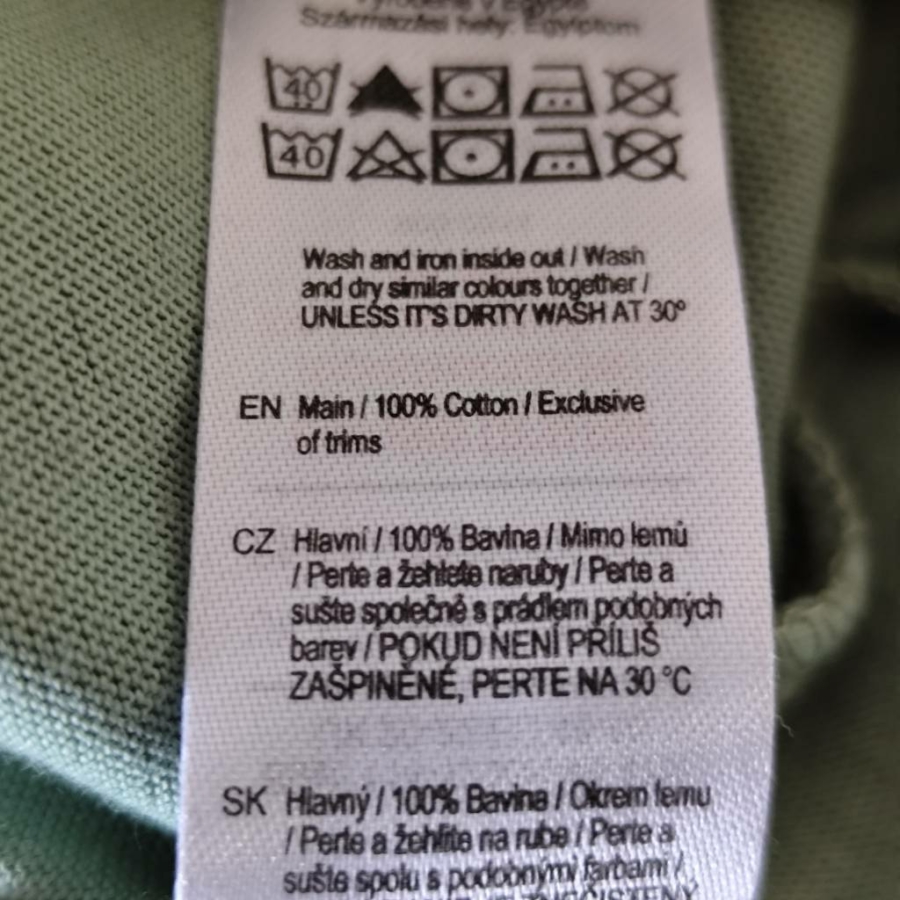 Származási hely: Egyiptom
40
40
Wash and iron inside out / Wash
and dry similar colours together /
UNLESS IT'S DIRTY WASH AT 30°
EN Main / 100% Cotton / Exclusive
of trims
CZ Hlavní / 100% Bavlna / Mimo lemů
/ Perte a žehlete naruby / Perte a
sušte společně s prádlem podobných
barev / POKUD NENÍ PŘÍLIŠ
ZAŠPINĚNÉ, PERTE NA 30 °C
SK Hlavný / 100% Bavlna / Okrem lemu
/ Perte a žehlite na rube / Perte a
sušte spolu s podobnými farbami /